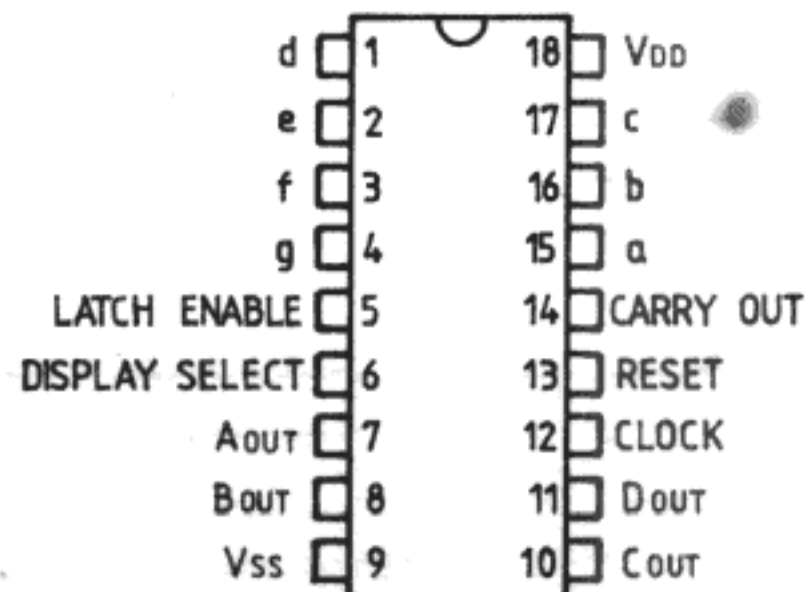 d 1 18 VDD
e 2 17 c
f 3 16 b
g 4 15 a
LATCH ENABLE 5 14 CARRY OUT
DISPLAY SELECT 6 13 RESET
AOUT 7 12 CLOCK
BOUT 8 11 DOUT
VSS 9 10 COUT